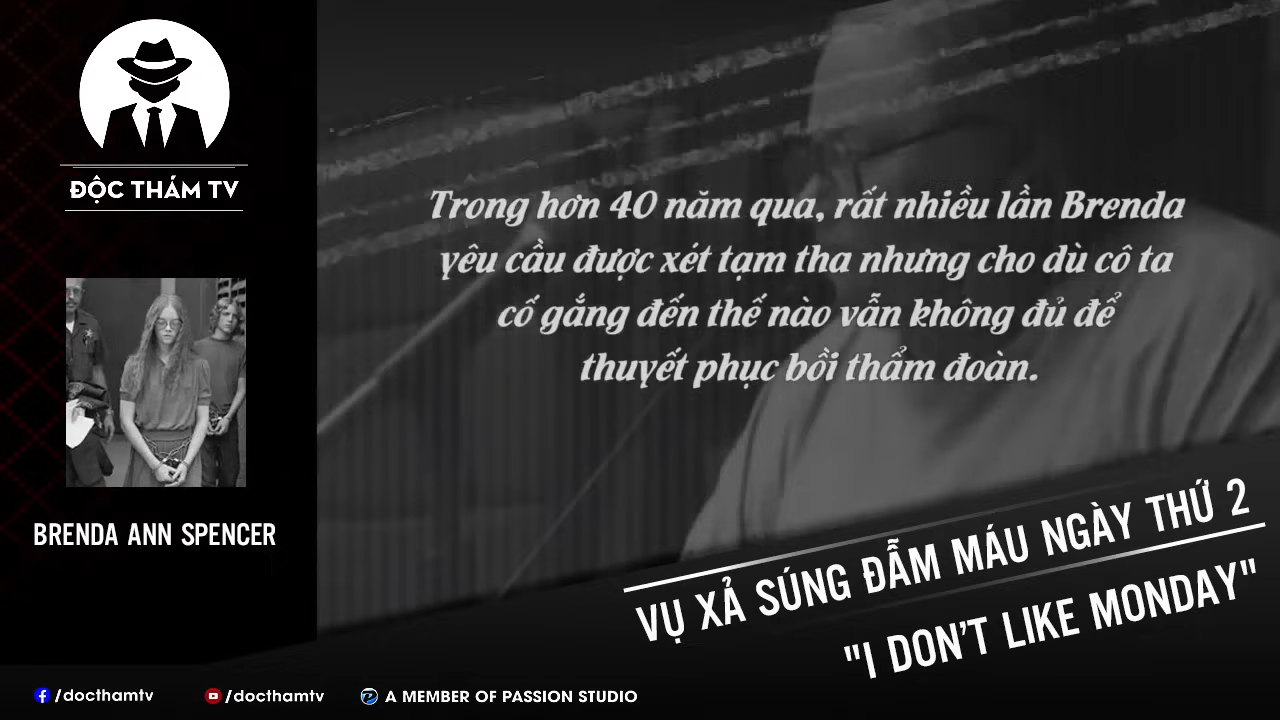 ĐỘC THÁM TV
BRENDA ANN SPENCER
Trong hơn 40 năm qua, rất nhiều lần Brenda
yêu cầu được xét tạm tha nhưng cho dù cô ta
cố gắng đến thế nào vẫn không đủ để
thuyết phục bồi thẩm đoàn.
VỤ XẢ SÚNG ĐẪM MÁU NGÀY THỨ 2
"I DON'T LIKE MONDAY"
/docthamtv
/docthamtv
A MEMBER OF PASSION STUDIO